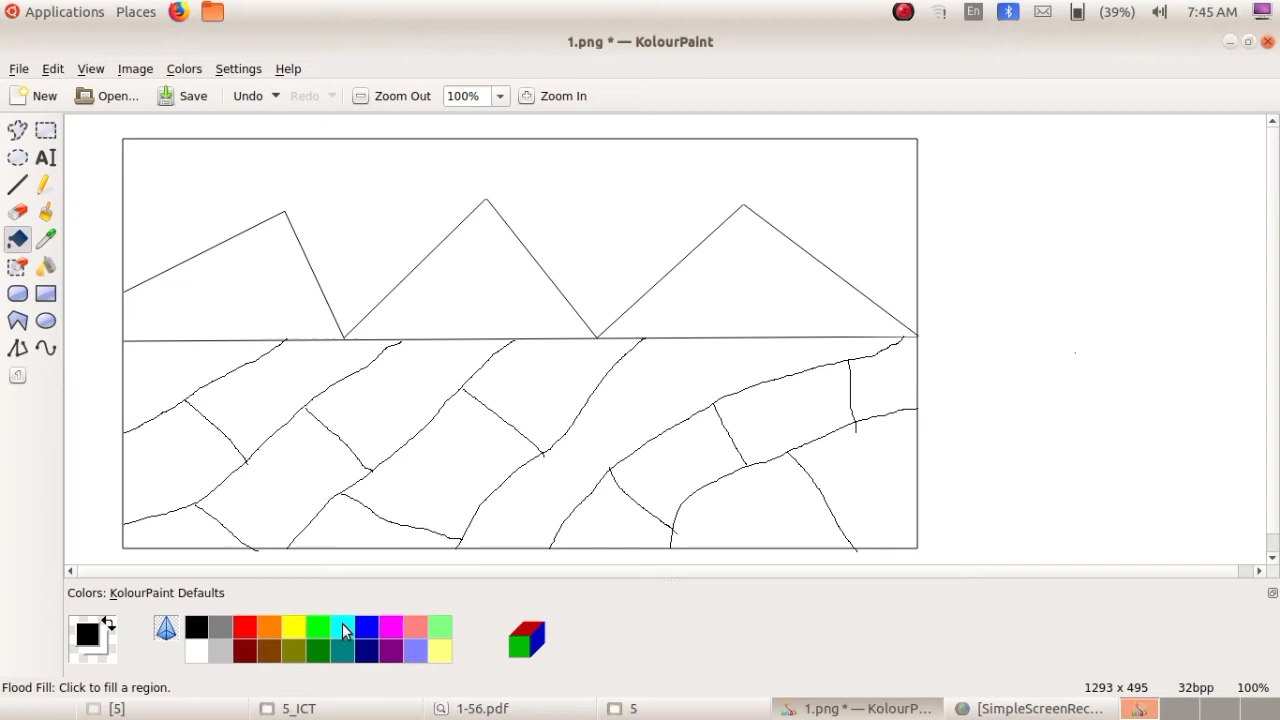 Applications Places En (39%) 7:45 AM
1.png * — KolourPaint
File Edit View Image Colors Settings Help
New Open... Save Undo Redo Zoom Out 100% Zoom In
Colors: KolourPaint Defaults
Flood Fill: Click to fill a region. 1293 x 495 32bpp 100%
[5] 5_ICT 1-56.pdf 5 1.png * — KolourP... [SimpleScreenRec...